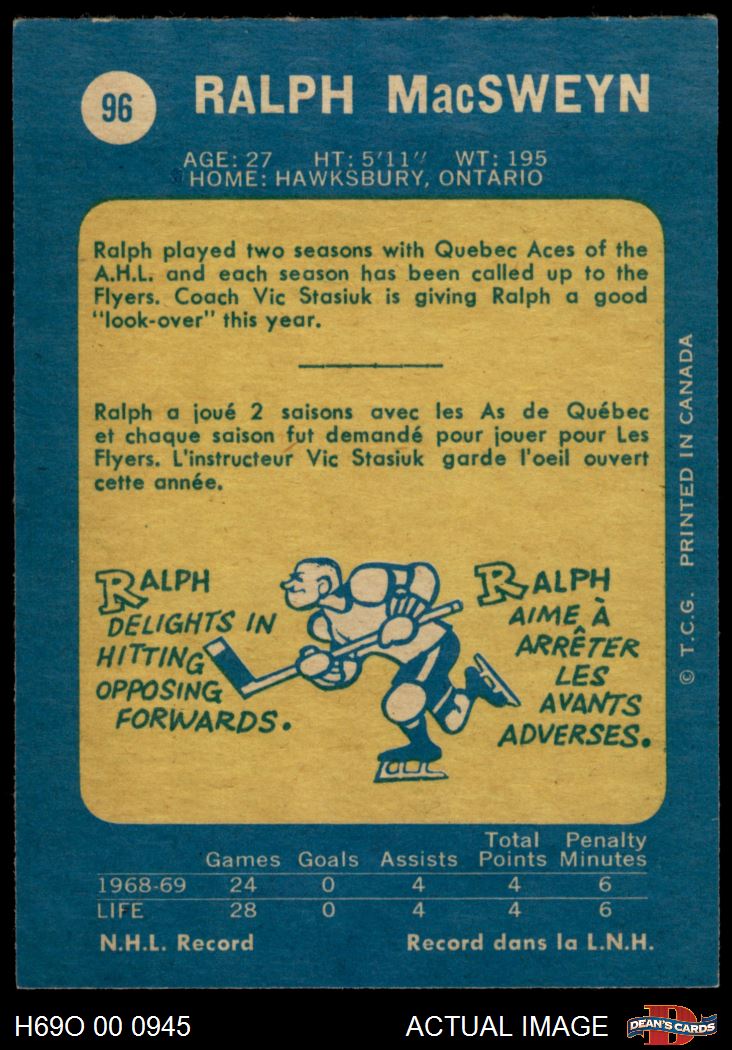 96
RALPH MacSWEYN
AGE: 27 HT: 5'11" WT: 195
HOME: HAWKSBURY, ONTARIO
Ralph played two seasons with Quebec Aces of the
A.H.L. and each season has been called up to the
Flyers. Coach Vic Stasiuk is giving Ralph a good
"look-over" this year.
Ralph a joué 2 saisons avec les As de Québec
et chaque saison fut demandé pour jouer pour Les
Flyers. L'instructeur Vic Stasiuk garde l'oeil ouvert
cette année.
RALPH
DELIGHTS IN
HITTING
OPPOSING
FORWARDS.
RALPH
AIME À
ARRÊTER
LES
AVANTS
ADVERSES.
© T.C.G. PRINTED IN CANADA
Games Goals Assists Total Points Penalty Minutes
1968-69 24 0 4 4 6
LIFE 28 0 4 4 6
N.H.L. Record Record dans la L.N.H.
H69O 00 0945 ACTUAL IMAGE D DEAN'S CARDS